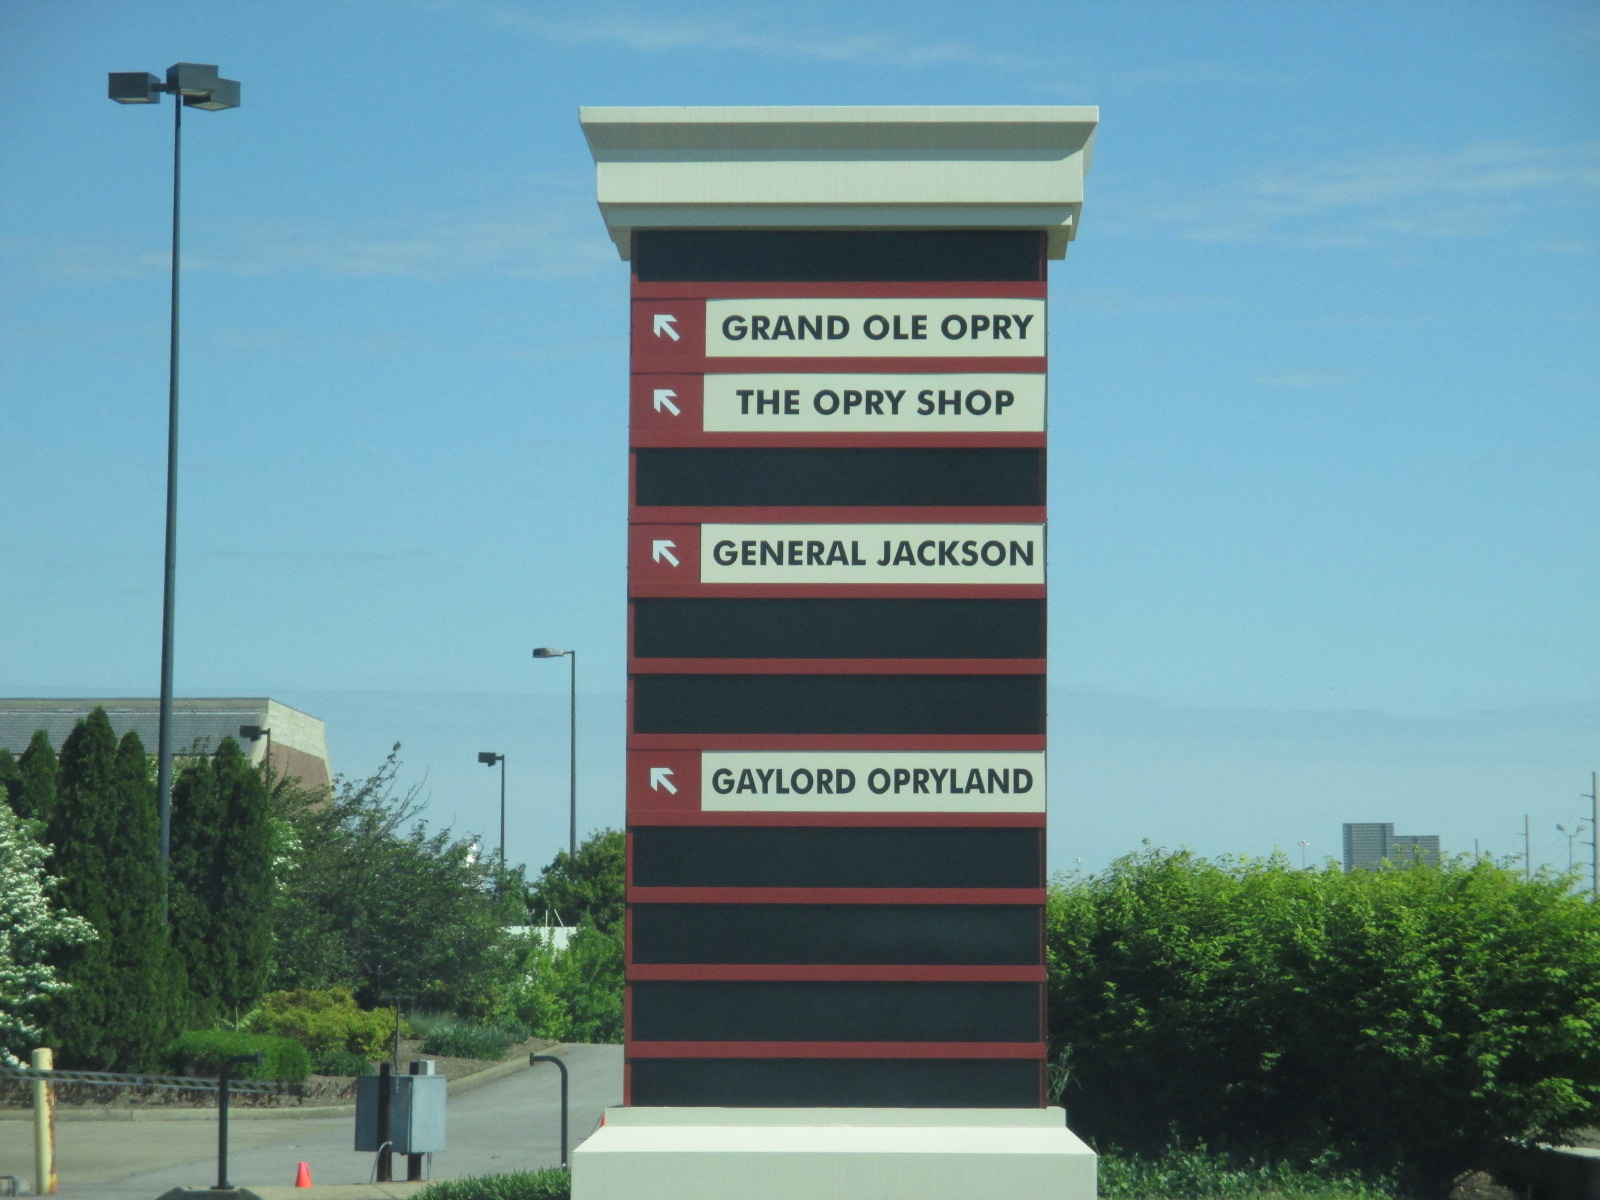 GRAND OLE OPRY
THE OPRY SHOP
GENERAL JACKSON
GAYLORD OPRYLAND